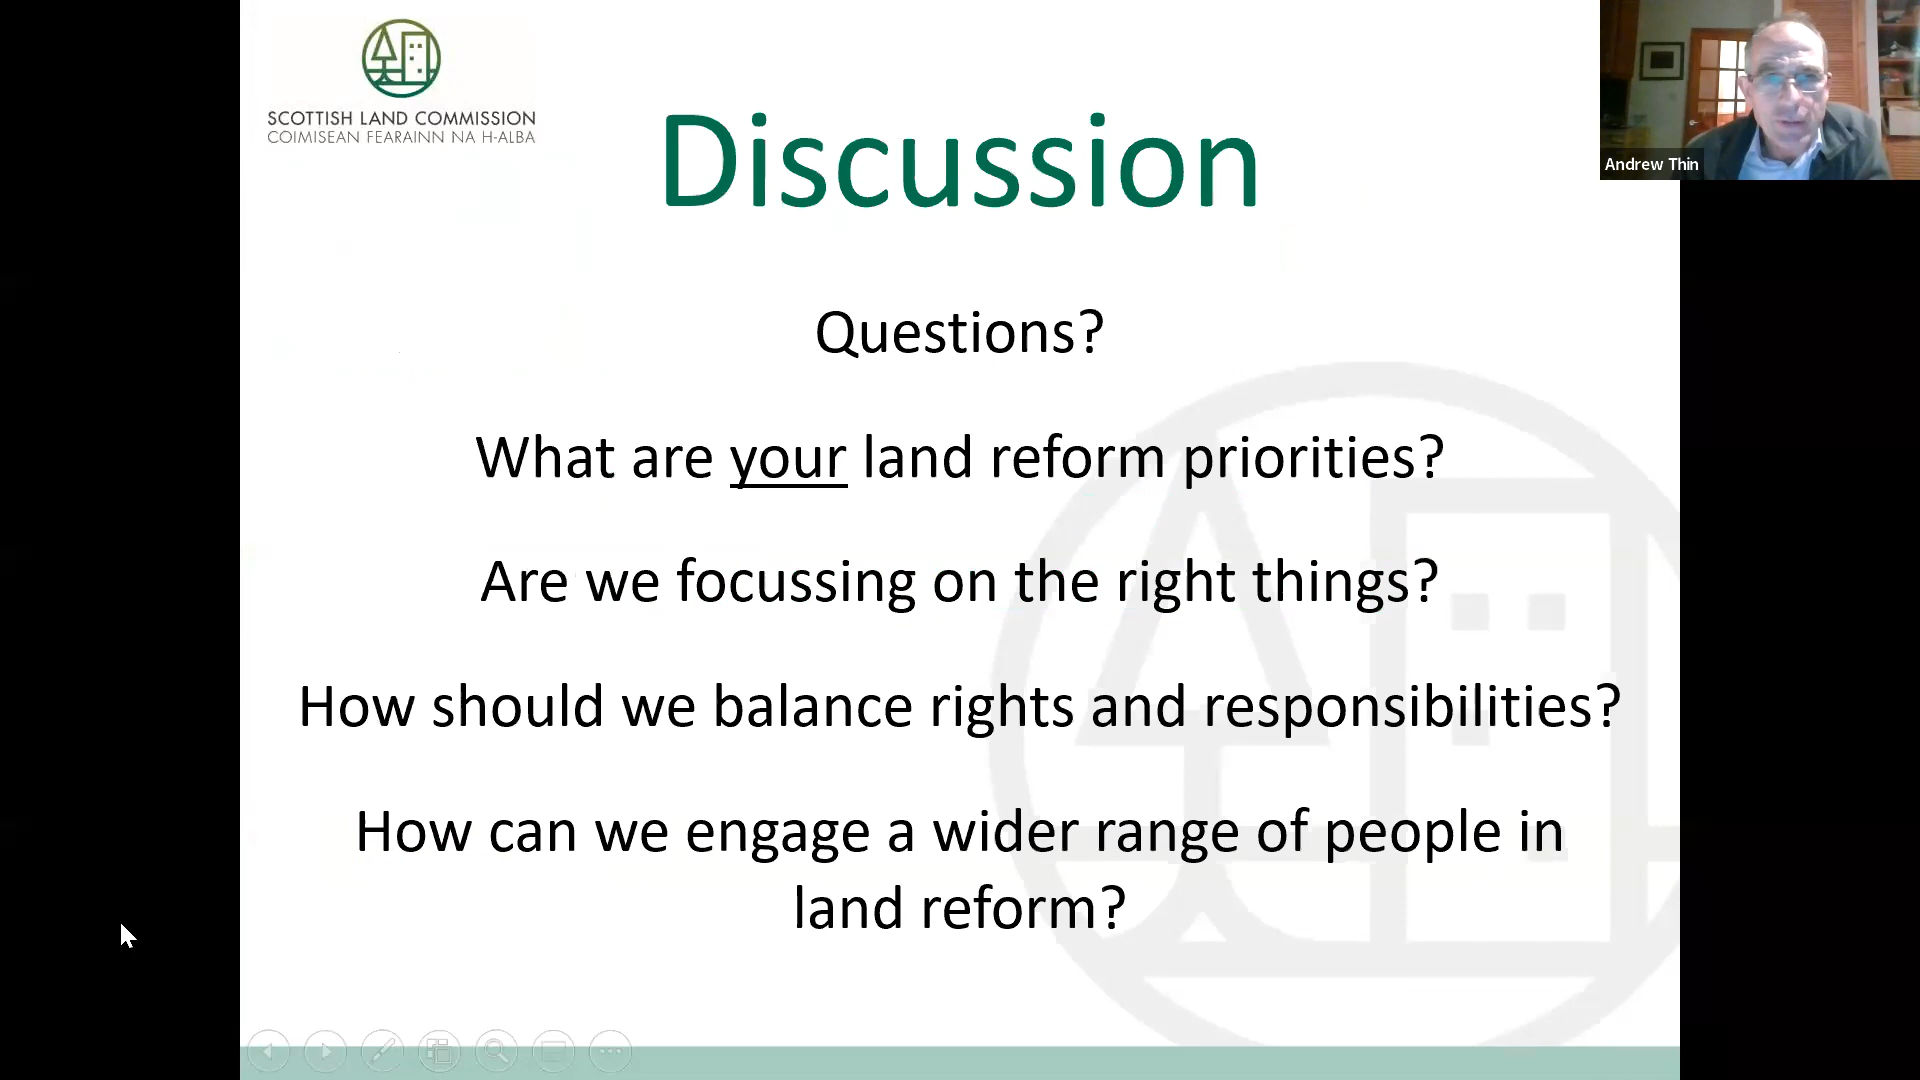 SCOTTISH LAND COMMISSION
COIMISEAN FEARAINN NA H-ALBA
Andrew Thin
Discussion
Questions?
What are your land reform priorities?
Are we focussing on the right things?
How should we balance rights and responsibilities?
How can we engage a wider range of people in
land reform?